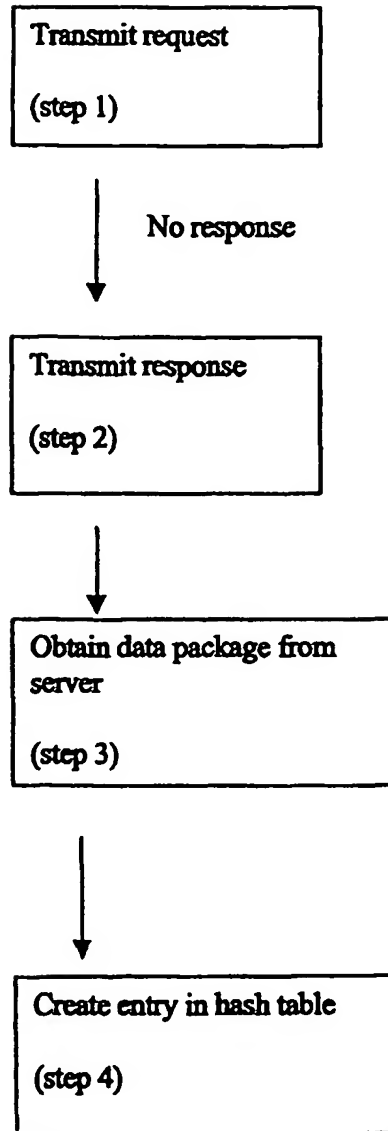 Transmit request
(step 1)
No response
Transmit response
(step 2)
Obtain data package from
server
(step 3)
Create entry in hash table
(step 4)